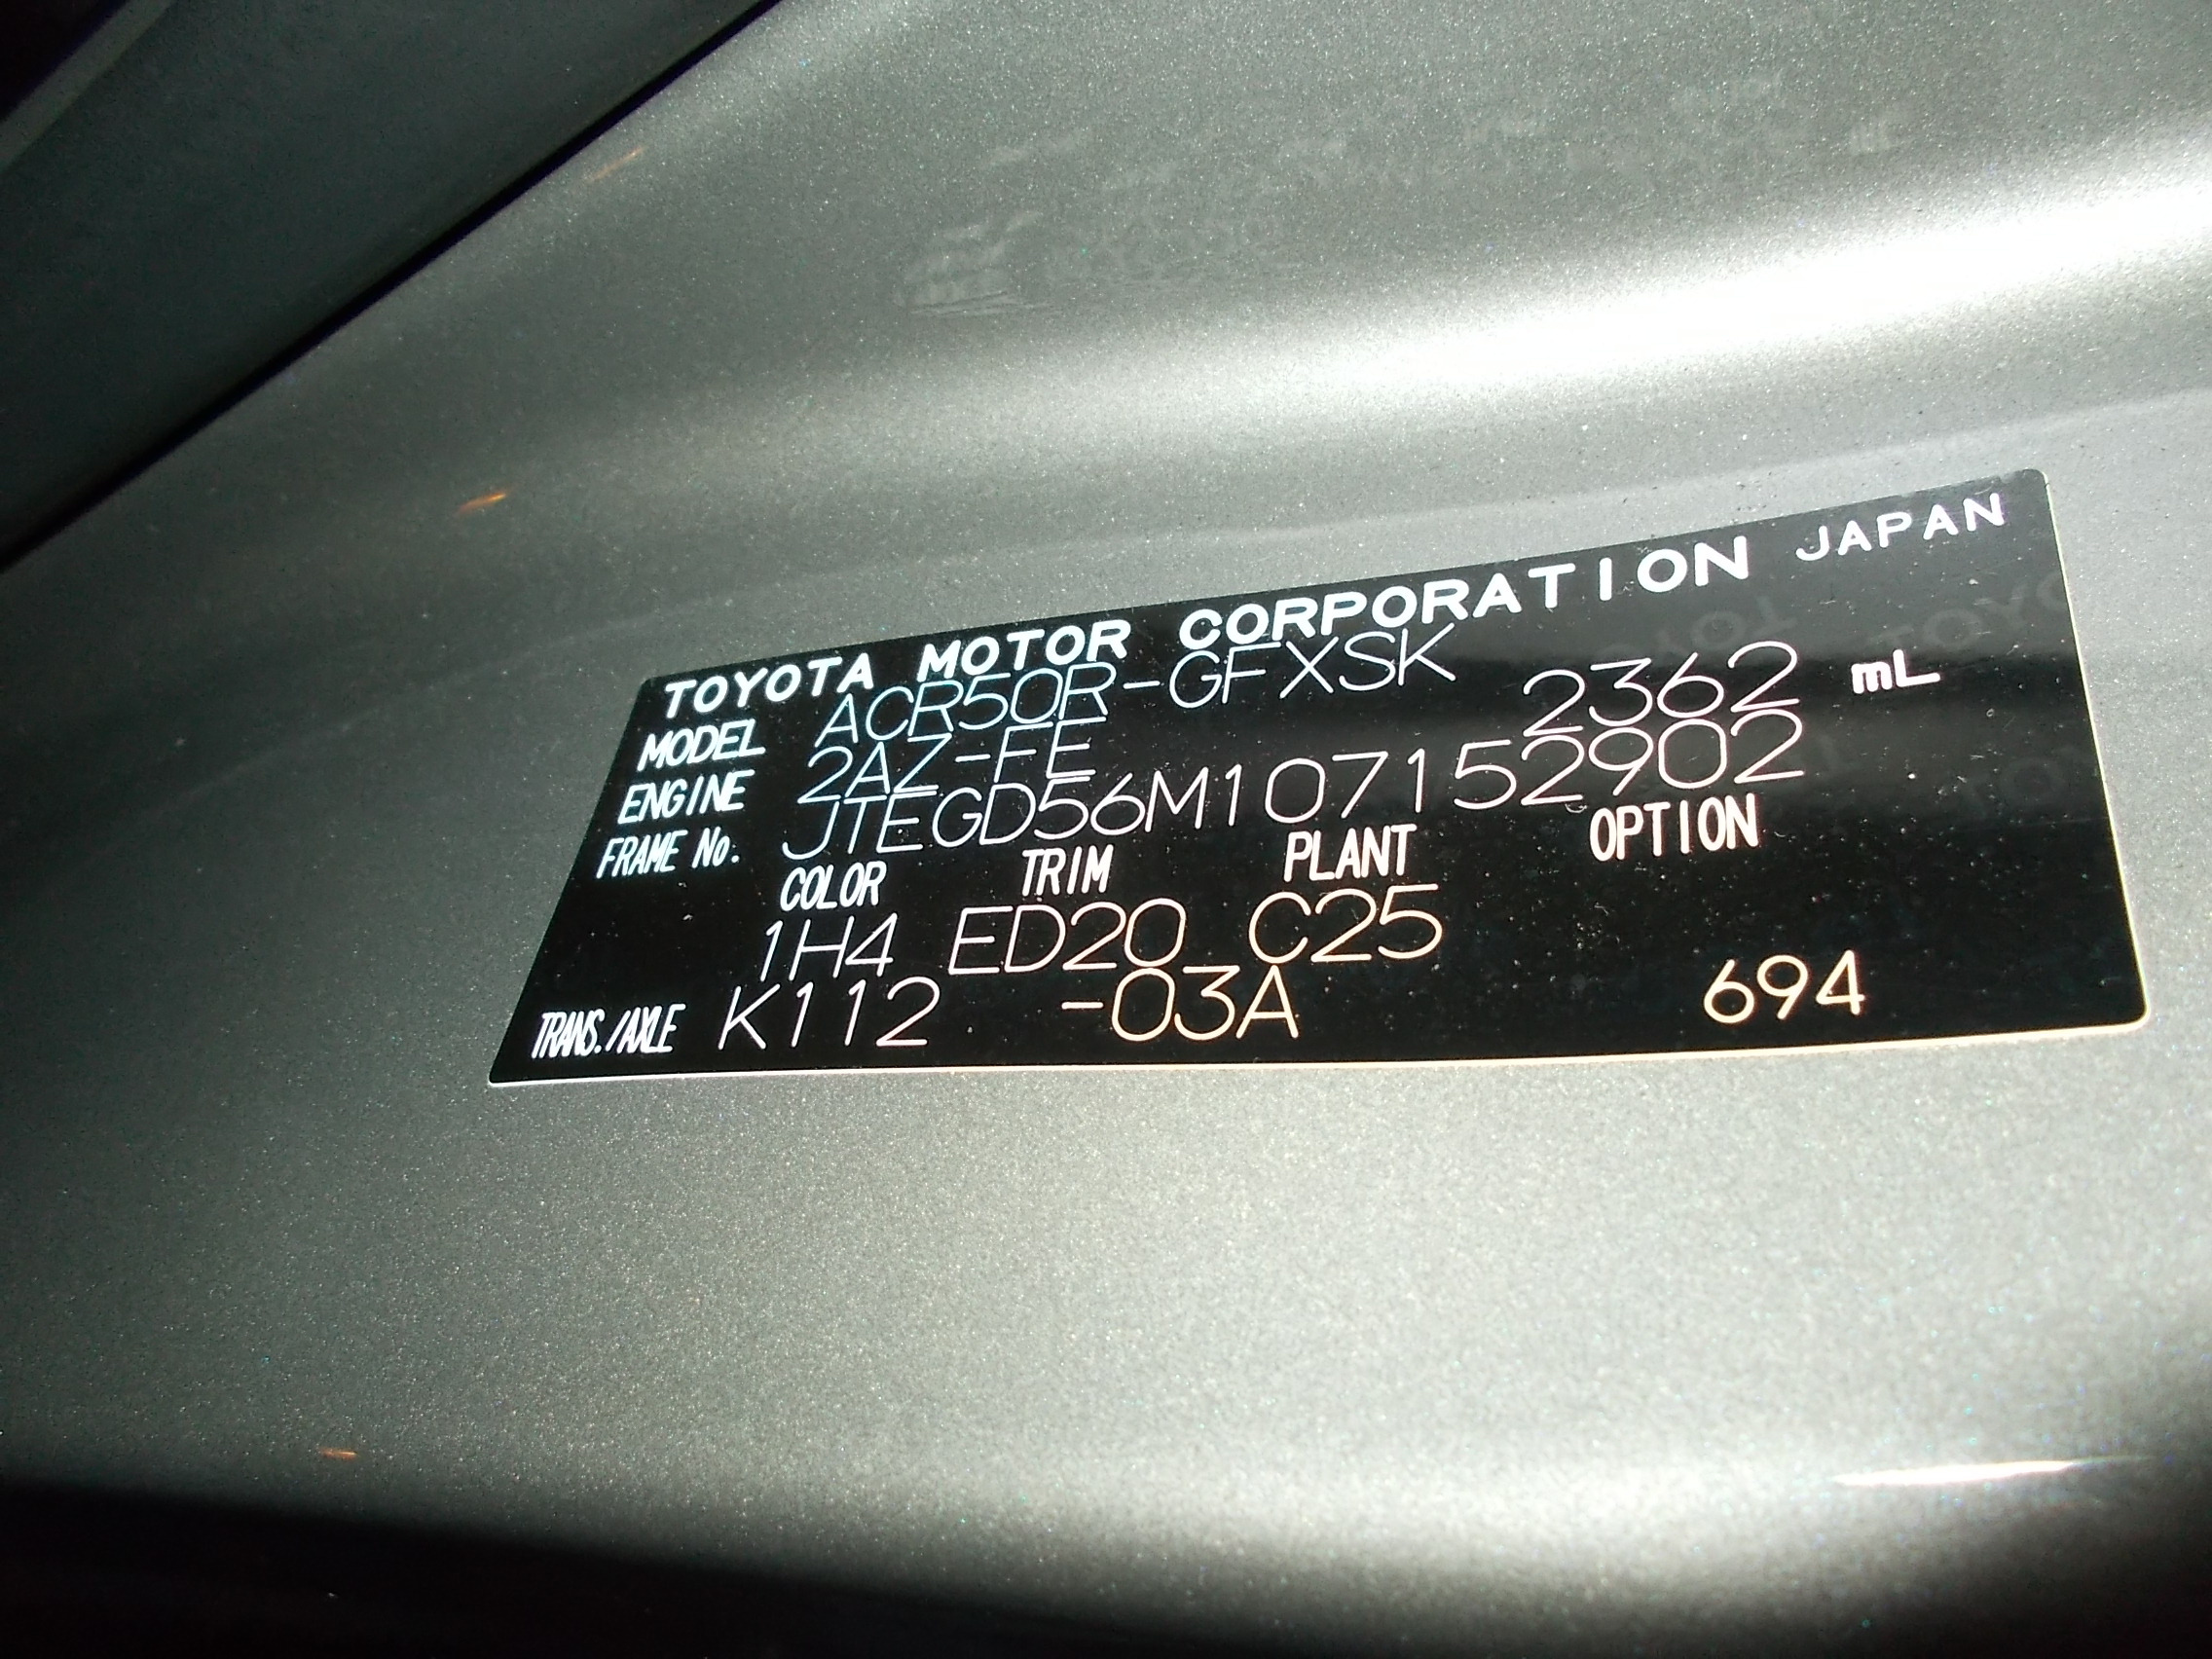 TOYOTA MOTOR CORPORATION JAPAN
MODEL ACR50R-GFXSK
ENGINE 2AZ-FE 2362 mL
FRAME No. JTEGD56M107152902
COLOR TRIM PLANT OPTION
1H4 ED20 C25
TRANS./AXLE K112 -03A 694